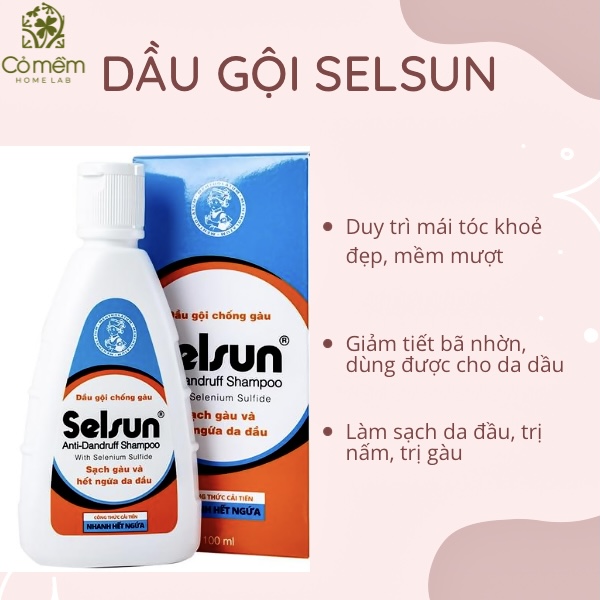 Cỏ mềm
HOME LAB
DẦU GỘI SELSUN
Duy trì mái tóc khoẻ
đẹp, mềm mượt
Giảm tiết bã nhờn,
dùng được cho da dầu
Làm sạch da đầu, trị
nấm, trị gàu
Dầu gội chống gàu
Selsun®
Anti-Dandruff Shampoo
With Selenium Sulfide
Sạch gàu và
hết ngứa da đầu
CÔNG THỨC CẢI TIẾN
NHANH HẾT NGỨA
Dầu gội chống gàu
elsun®
andruff Shampoo
Selenium Sulfide
ạch gàu và
ngứa da đầu
ÔNG THỨC CẢI TIẾN
HẾT NGỨA
100 ml